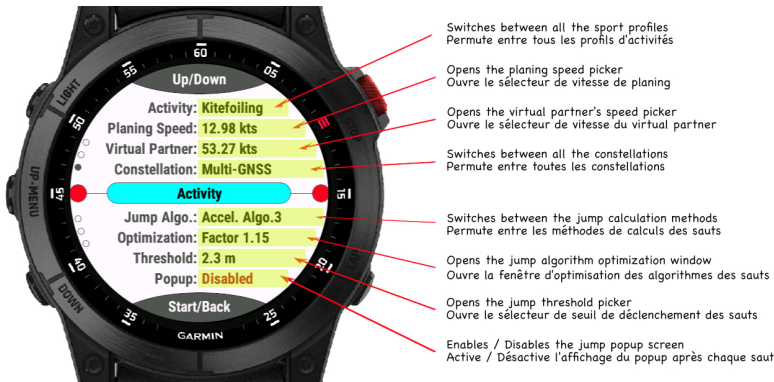 Up/Down
Activity: Kitefoiling
Planing Speed: 12.98 kts
Virtual Partner: 53.27 kts
Constellation: Multi-GNSS
Activity
Jump Algo.: Accel. Algo.3
Optimization: Factor 1.15
Threshold: 2.3 m
Popup: Disabled
Start/Back
GARMIN
60
05
15
20
25
35
40
45
50
55
LIGHT
UP·MENU
DOWN
Switches between all the sport profiles
Permute entre tous les profils d'activités
Opens the planing speed picker
Ouvre le sélecteur de vitesse de planing
Opens the virtual partner's speed picker
Ouvre le sélecteur de vitesse du virtual partner
Switches between all the constellations
Permute entre toutes les constellations
Switches between the jump calculation methods
Permute entre les méthodes de calculs des sauts
Opens the jump algorithm optimization window
Ouvre la fenêtre d'optimisation des algorithmes des sauts
Opens the jump threshold picker
Ouvre le sélecteur de seuil de déclenchement des sauts
Enables / Disables the jump popup screen
Active / Désactive l'affichage du popup après chaque saut